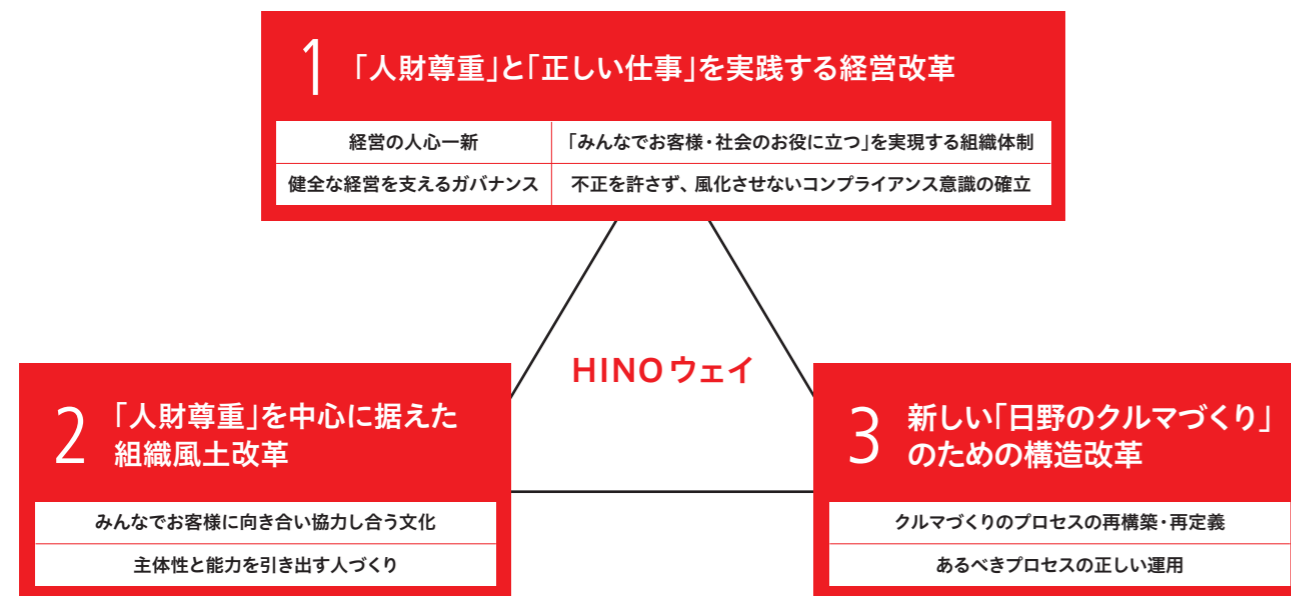 1 「人財尊重」と「正しい仕事」を実践する経営改革
経営の人心一新
「みんなでお客様・社会のお役に立つ」を実現する組織体制
健全な経営を支えるガバナンス
不正を許さず、風化させないコンプライアンス意識の確立
HINOウェイ
2 「人財尊重」を中心に据えた
組織風土改革
みんなでお客様に向き合い協力し合う文化
主体性と能力を引き出す人づくり
3 新しい「日野のクルマづくり」
のための構造改革
クルマづくりのプロセスの再構築・再定義
あるべきプロセスの正しい運用